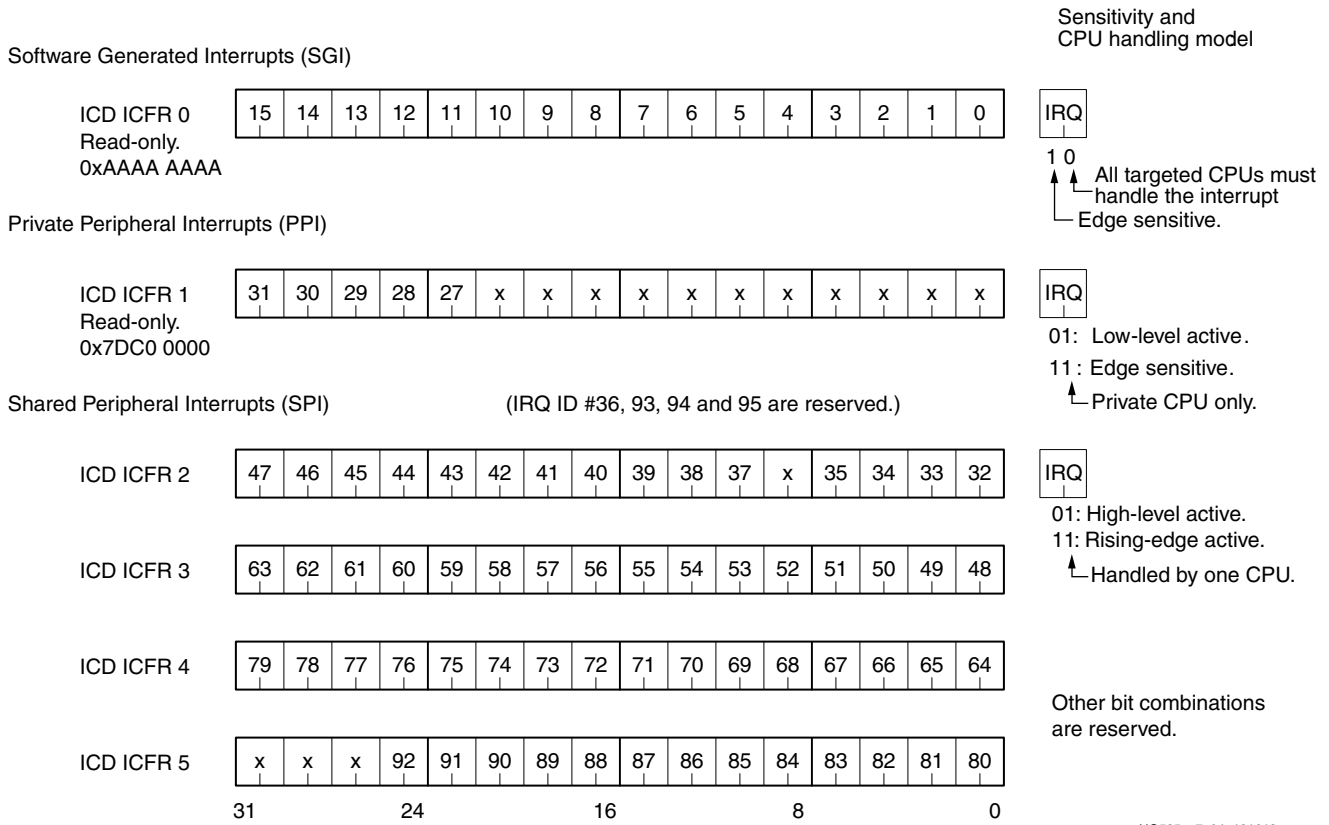 Sensitivity and
CPU handling model
Software Generated Interrupts (SGI)
ICD ICFR 0
Read-only.
0xAAAA AAAA
15 14 13 12 11 10 9 8 7 6 5 4 3 2 1 0
IRQ
1 0
All targeted CPUs must
handle the interrupt
Edge sensitive.
Private Peripheral Interrupts (PPI)
ICD ICFR 1
Read-only.
0x7DC0 0000
31 30 29 28 27 x x x x x x x x x x x
IRQ
01: Low-level active.
11: Edge sensitive.
Private CPU only.
Shared Peripheral Interrupts (SPI) (IRQ ID #36, 93, 94 and 95 are reserved.)
ICD ICFR 2
47 46 45 44 43 42 41 40 39 38 37 x 35 34 33 32
IRQ
01: High-level active.
11: Rising-edge active.
Handled by one CPU.
ICD ICFR 3
63 62 61 60 59 58 57 56 55 54 53 52 51 50 49 48
ICD ICFR 4
79 78 77 76 75 74 73 72 71 70 69 68 67 66 65 64
Other bit combinations
are reserved.
ICD ICFR 5
x x x 92 91 90 89 88 87 86 85 84 83 82 81 80
31 24 16 8 0